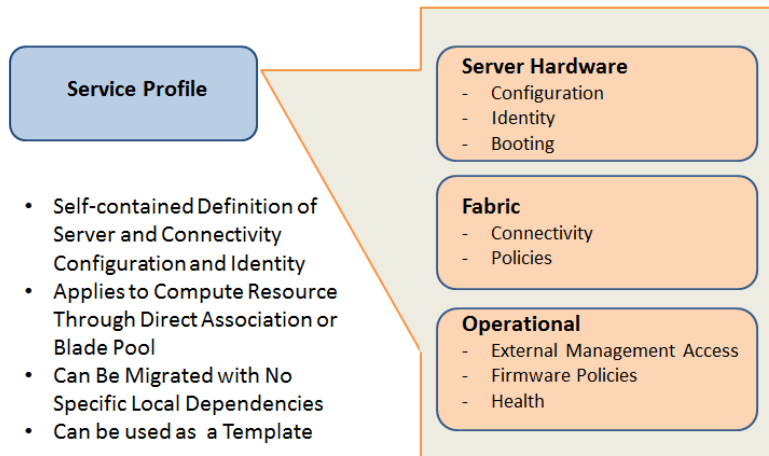 Service Profile
• Self-contained Definition of
Server and Connectivity
Configuration and Identity
• Applies to Compute Resource
Through Direct Association or
Blade Pool
• Can Be Migrated with No
Specific Local Dependencies
• Can be used as a Template
Server Hardware
- Configuration
- Identity
- Booting
Fabric
- Connectivity
- Policies
Operational
- External Management Access
- Firmware Policies
- Health